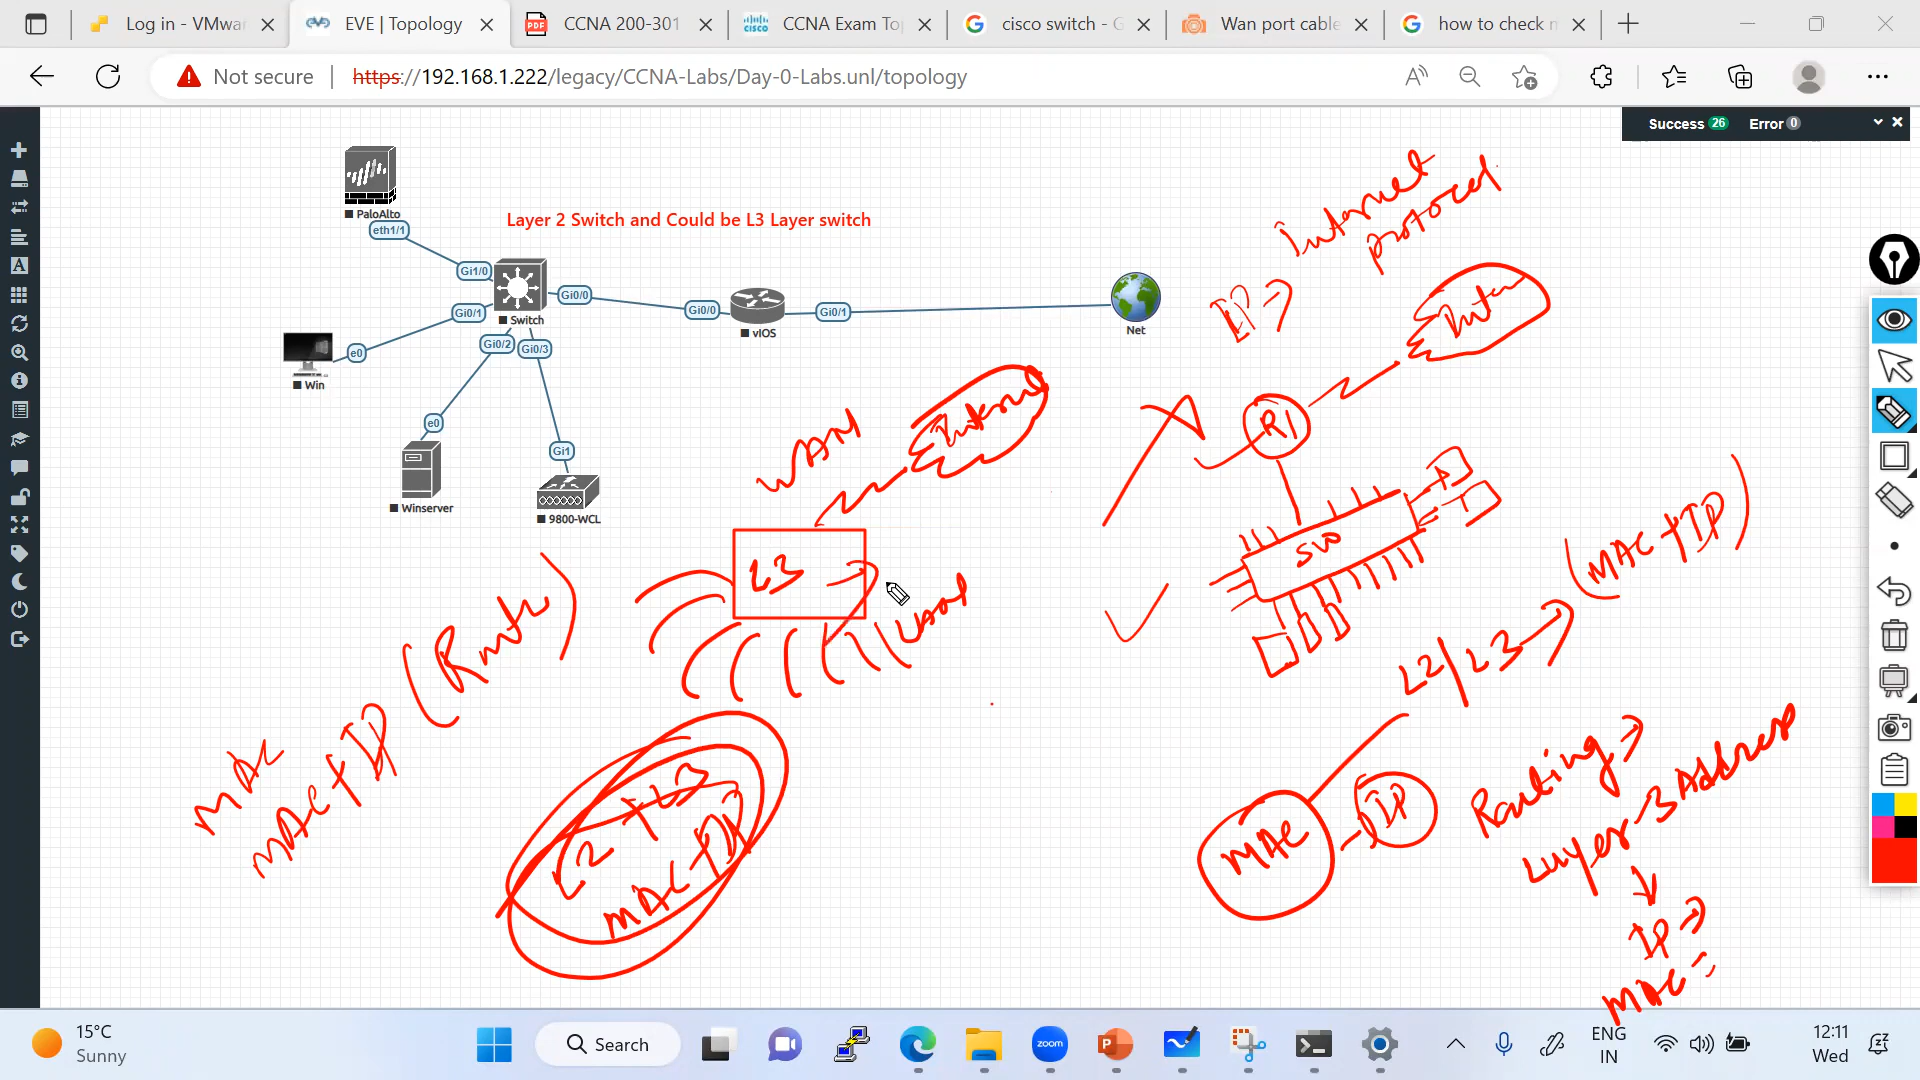 Log in - VMwar
EVE | Topology
CCNA 200-301
CCNA Exam Top
cisco switch - G
Wan port cable
how to check n
Not secure
https://192.168.1.222/legacy/CCNA-Labs/Day-0-Labs.unl/topology
Success 26 Error 0
PaloAlto
eth1/1
Layer 2 Switch and Could be L3 Layer switch
Gi1/0
Gi0/0
Gi0/1
Switch
Gi0/0
vIOS
Gi0/1
Net
e0
Win
Gi0/2
Gi0/3
e0
Winserver
Gi1
9800-WCL
Internet
protocol
IP
Inter
R1
WAN
Internet
L3
SW
P
T
(MAC + IP)
L2/L3
MAC
MAC + IP
L2 + L3
MAC + IP
MAC
IP
Routing
Layer-3 Address
IP
MAC
15°C
Sunny
Search
zoom
ENG
IN
12:11
Wed